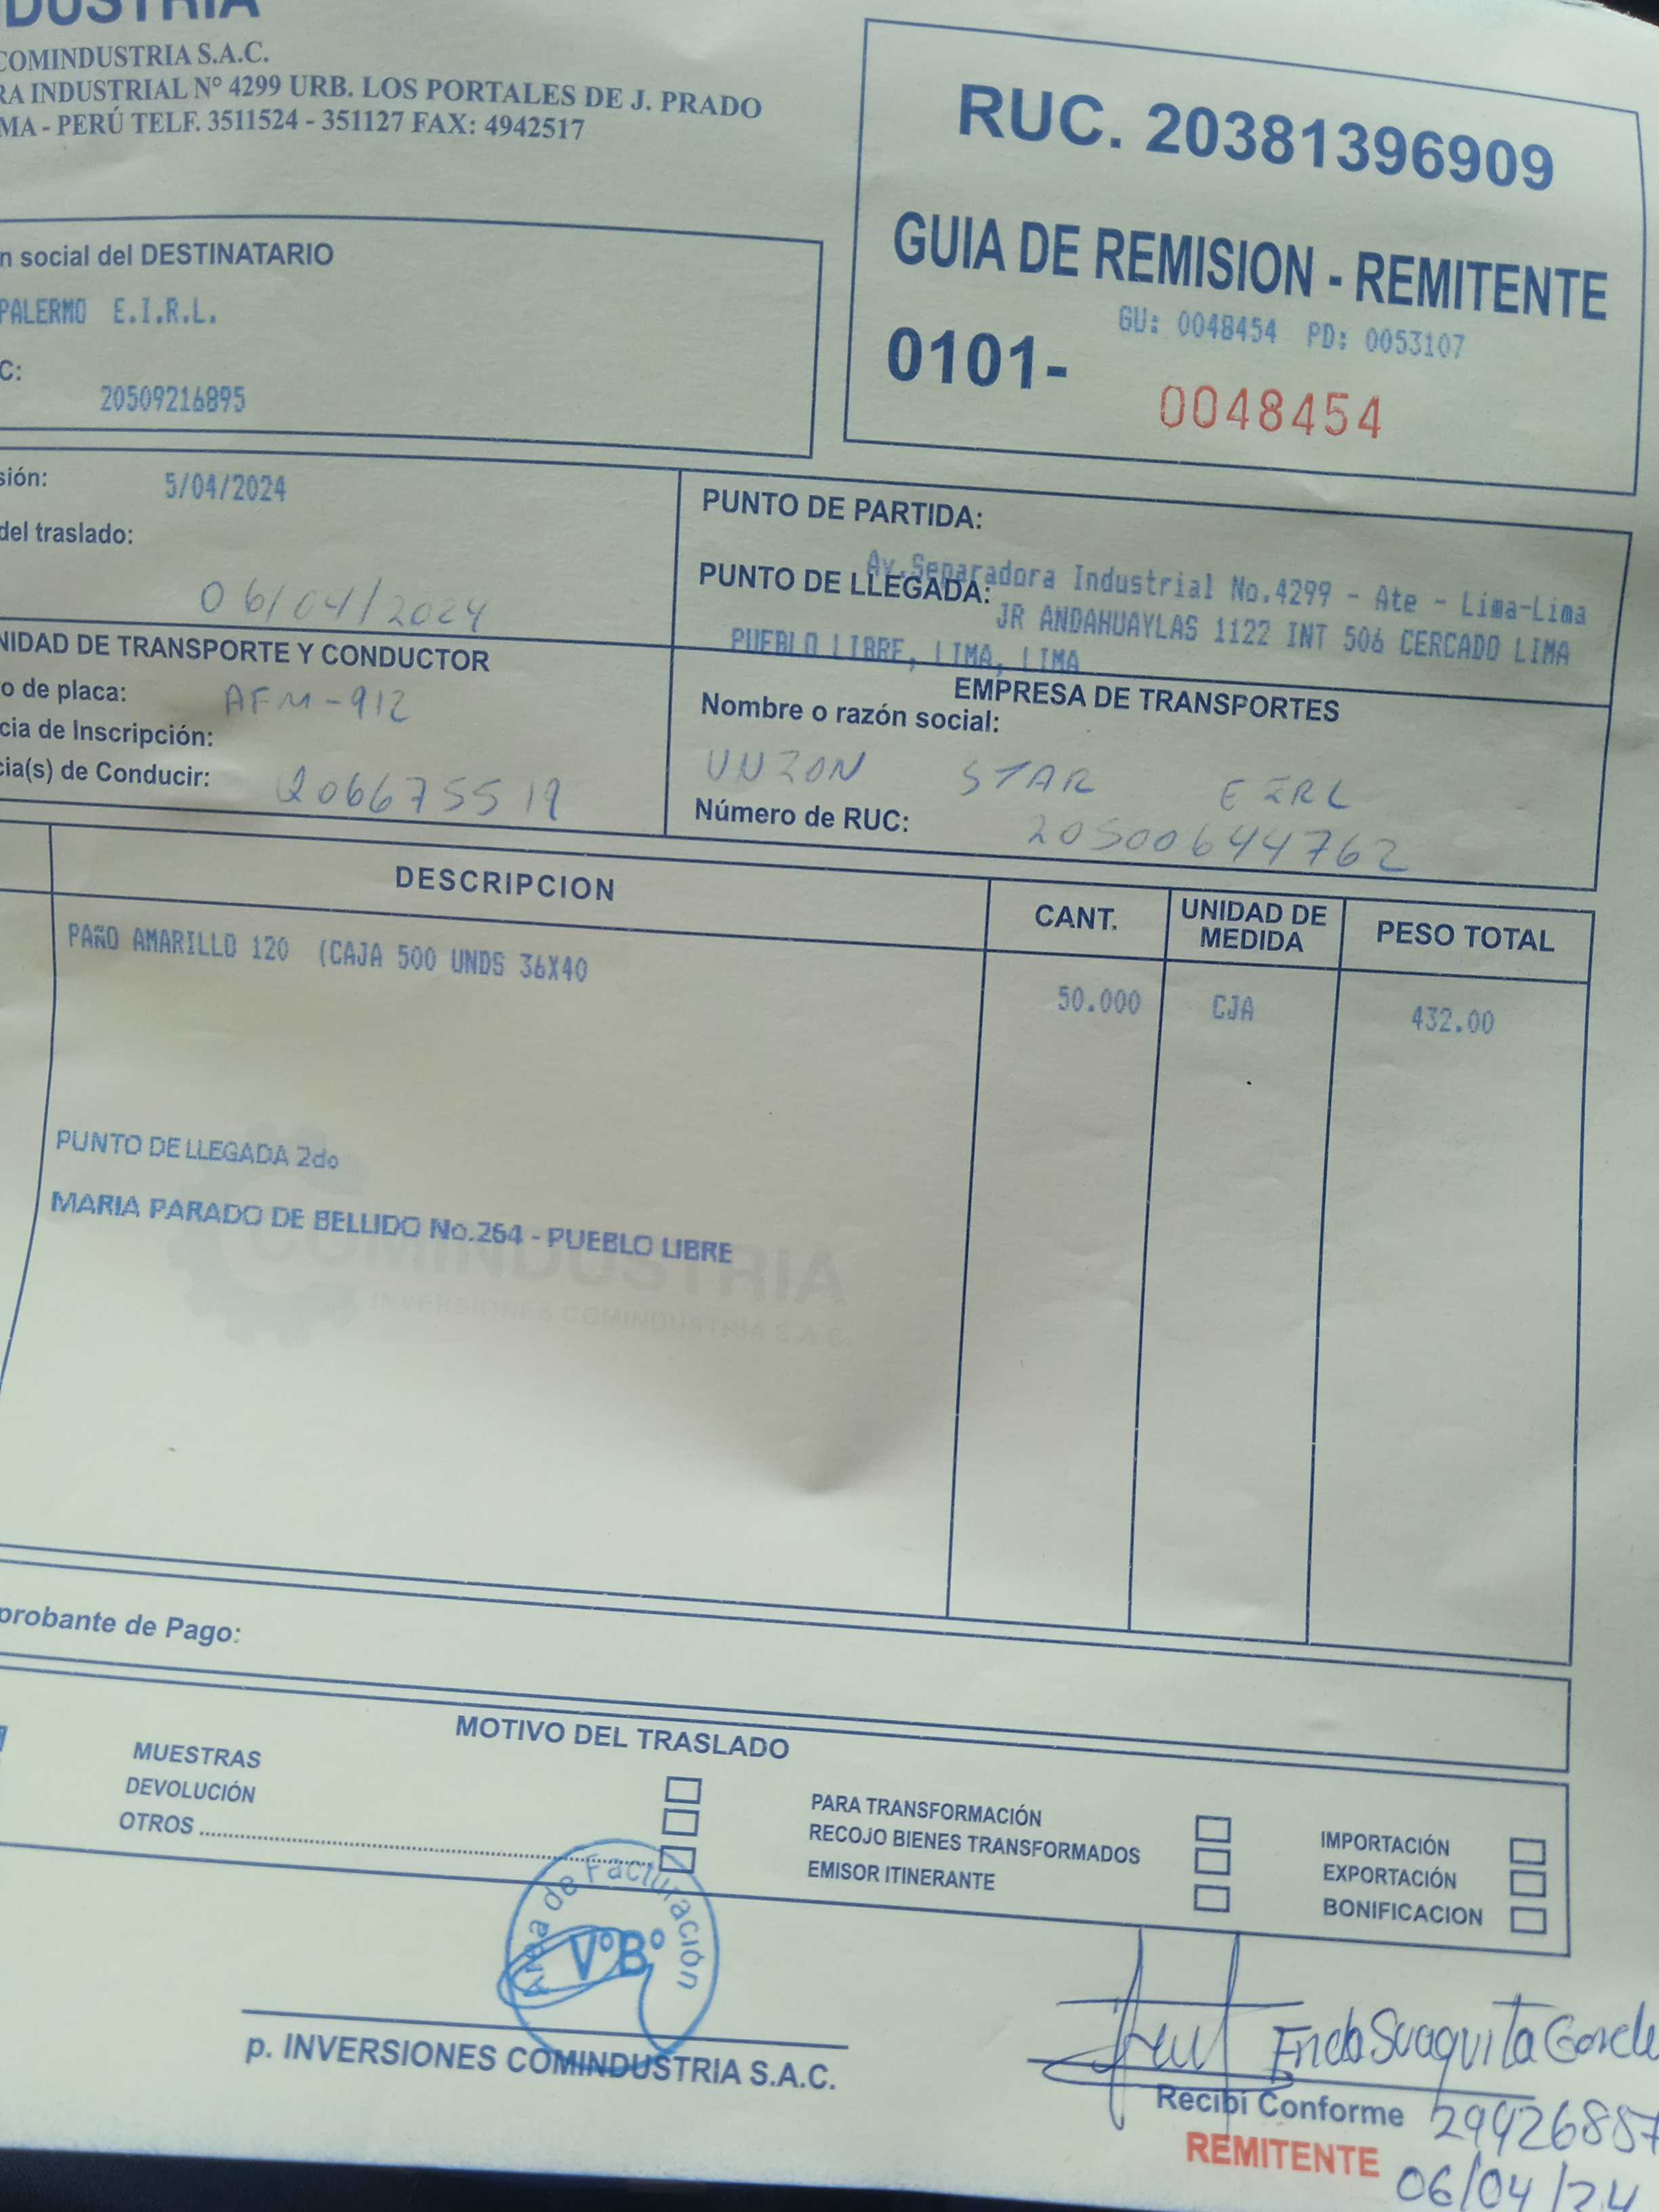 DUSTRIA
COMINDUSTRIA S.A.C.
RA INDUSTRIAL N° 4299 URB. LOS PORTALES DE J. PRADO
MA - PERÚ TELF. 3511524 - 351127 FAX: 4942517
RUC. 20381396909
GUIA DE REMISION - REMITENTE
GU: 0048454 PD: 0053107
0101- 0048454
n social del DESTINATARIO
PALERMO E.I.R.L.
C:
20509216895
sión: 5/04/2024
del traslado:
06/04/2024
PUNTO DE PARTIDA:
Av.Separadora Industrial No.4299 - Ate - Lima-Lima
PUNTO DE LLEGADA:
JR ANDAHUAYLAS 1122 INT 506 CERCADO LIMA
PUEBLO LIBRE, LIMA, LIMA
NIDAD DE TRANSPORTE Y CONDUCTOR
o de placa: AFM-912
cia de Inscripción:
cia(s) de Conducir: Q06675519
EMPRESA DE TRANSPORTES
Nombre o razón social:
UNION STAR EIRL
Número de RUC: 20500644762
DESCRIPCION CANT. UNIDAD DE MEDIDA PESO TOTAL
PAÑO AMARILLO 120 (CAJA 500 UNDS 36X40 50.000 CJA 432.00
PUNTO DE LLEGADA 2do
MARIA PARADO DE BELLIDO No.264 - PUEBLO LIBRE
COMINDUSTRIA
INVERSIONES COMINDUSTRIA S.A.C.
probante de Pago:
MOTIVO DEL TRASLADO
MUESTRAS
DEVOLUCIÓN
OTROS
PARA TRANSFORMACIÓN
RECOJO BIENES TRANSFORMADOS
EMISOR ITINERANTE
IMPORTACIÓN
EXPORTACIÓN
BONIFICACION
Area de Facturación
V°B°
p. INVERSIONES COMINDUSTRIA S.A.C.
Recibí Conforme 29426887
REMITENTE
06/04/24